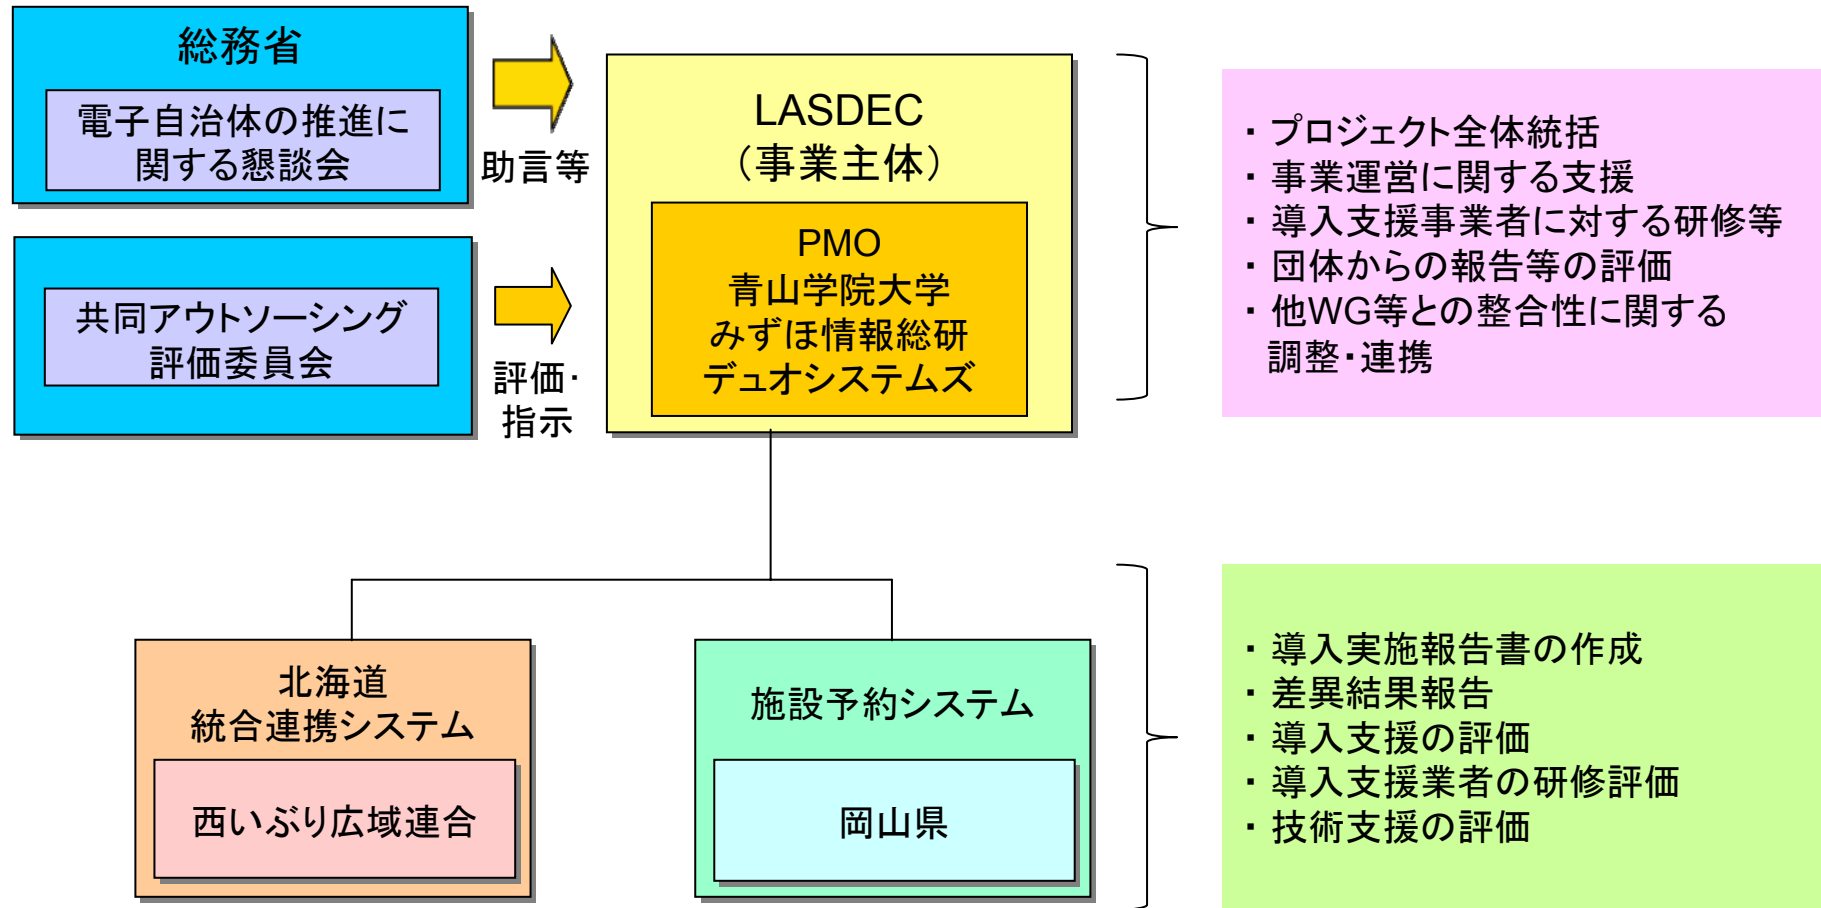 総務省
電子自治体の推進に
関する懇談会
助言等
共同アウトソーシング
評価委員会
評価・
指示
LASDEC
（事業主体）
PMO
青山学院大学
みずほ情報総研
デュオシステムズ
・ プロジェクト全体統括
・ 事業運営に関する支援
・ 導入支援事業者に対する研修等
・ 団体からの報告等の評価
・ 他WG等との整合性に関する
調整・連携
北海道
統合連携システム
西いぶり広域連合
施設予約システム
岡山県
・ 導入実施報告書の作成
・ 差異結果報告
・ 導入支援の評価
・ 導入支援業者の研修評価
・ 技術支援の評価